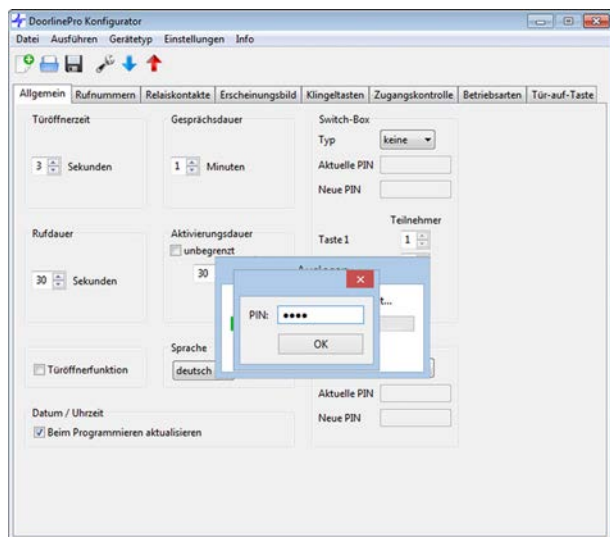 DoorlinePro Konfigurator
Datei Ausführen Gerätetyp Einstellungen Info
Allgemein Rufnummern Relaiskontakte Erscheinungsbild Klingeltasten Zugangskontrolle Betriebsarten Tür-auf-Taste
Türöffnerzeit Gesprächsdauer Switch-Box
Typ keine
3 Sekunden 1 Minuten Aktuelle PIN
Neue PIN
Teilnehmer
Rufdauer Aktivierungsdauer Taste 1 1
unbegrenzt
30 Sekunden 30
t...
PIN: ••••
OK
Sprache
Türöffnerfunktion deutsch
Aktuelle PIN
Datum / Uhrzeit Neue PIN
Beim Programmieren aktualisieren